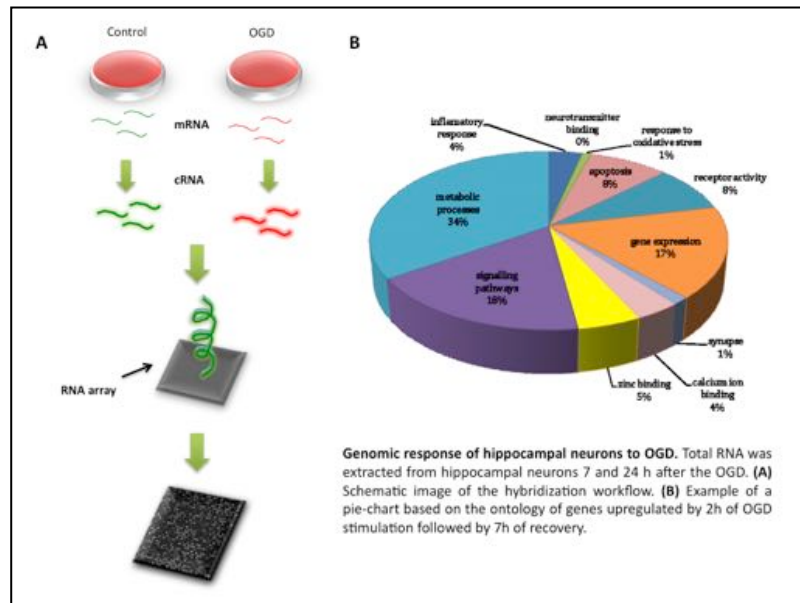 A
Control
OGD
mRNA
cRNA
RNA array
B
inflamatory
response
4%
neurotransmitter
binding
0%
response to
oxidative stress
1%
apoptosis
8%
receptor activity
8%
metabolic
processes
34%
gene expression
17%
signalling
pathways
18%
synapse
1%
zinc binding
5%
calcium ion
binding
4%
Genomic response of hippocampal neurons to OGD. Total RNA was
extracted from hippocampal neurons 7 and 24 h after the OGD. (A)
Schematic image of the hybridization workflow. (B) Example of a
pie-chart based on the ontology of genes upregulated by 2h of OGD
stimulation followed by 7h of recovery.